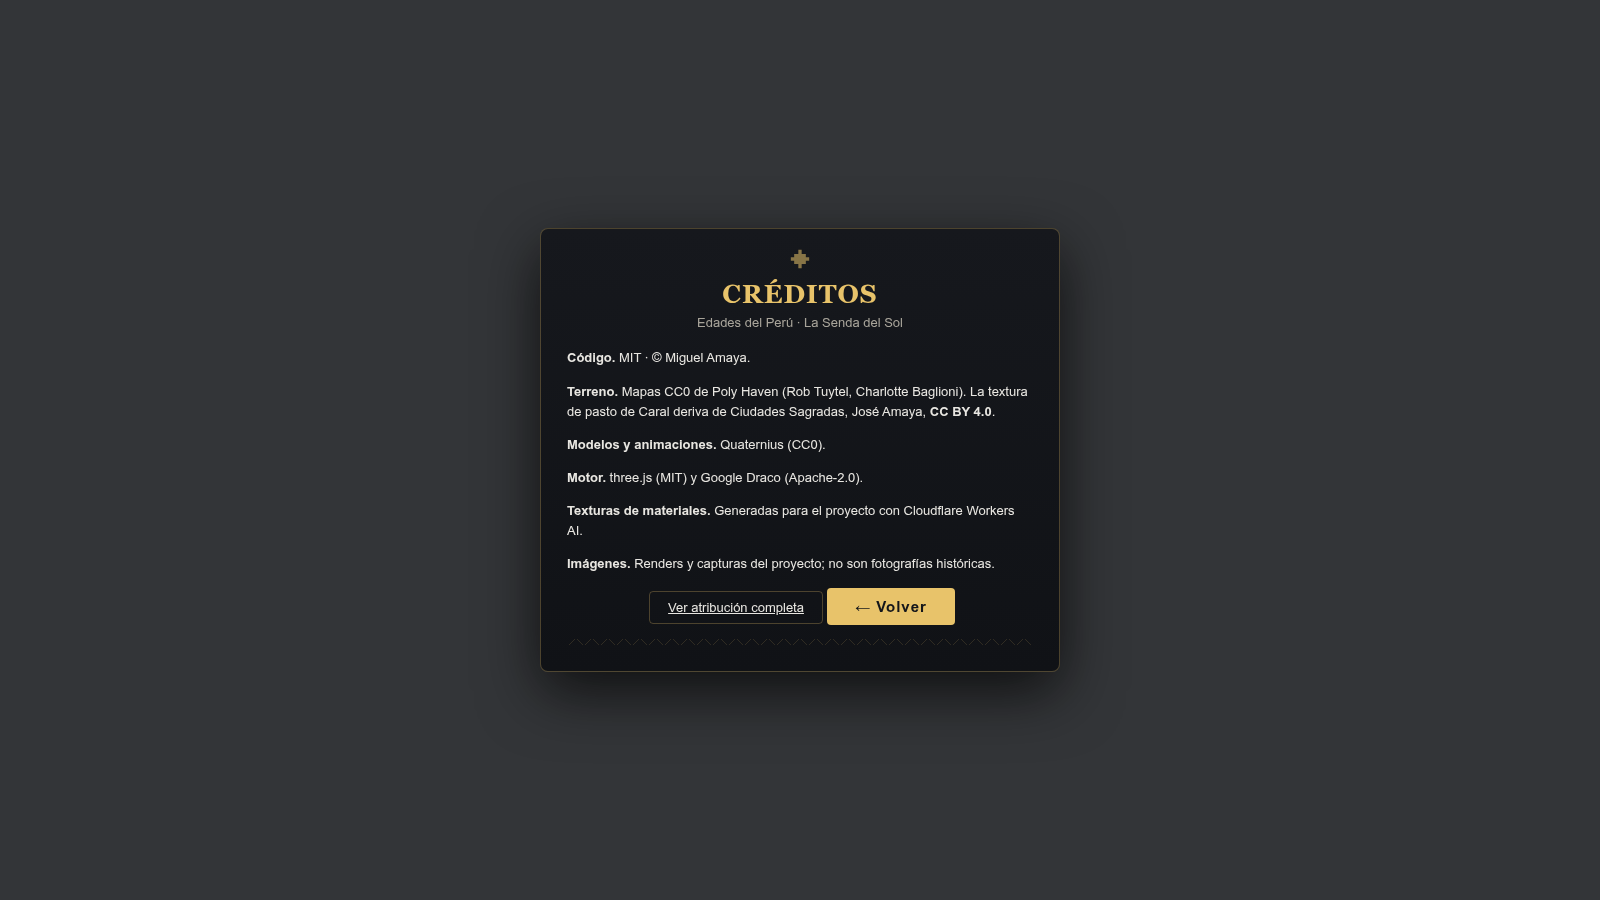 CRÉDITOS
Edades del Perú · La Senda del Sol
Código. MIT · © Miguel Amaya.
Terreno. Mapas CC0 de Poly Haven (Rob Tuytel, Charlotte Baglioni). La textura
de pasto de Caral deriva de Ciudades Sagradas, José Amaya, CC BY 4.0.
Modelos y animaciones. Quaternius (CC0).
Motor. three.js (MIT) y Google Draco (Apache-2.0).
Texturas de materiales. Generadas para el proyecto con Cloudflare Workers
AI.
Imágenes. Renders y capturas del proyecto; no son fotografías históricas.
Ver atribución completa ← Volver